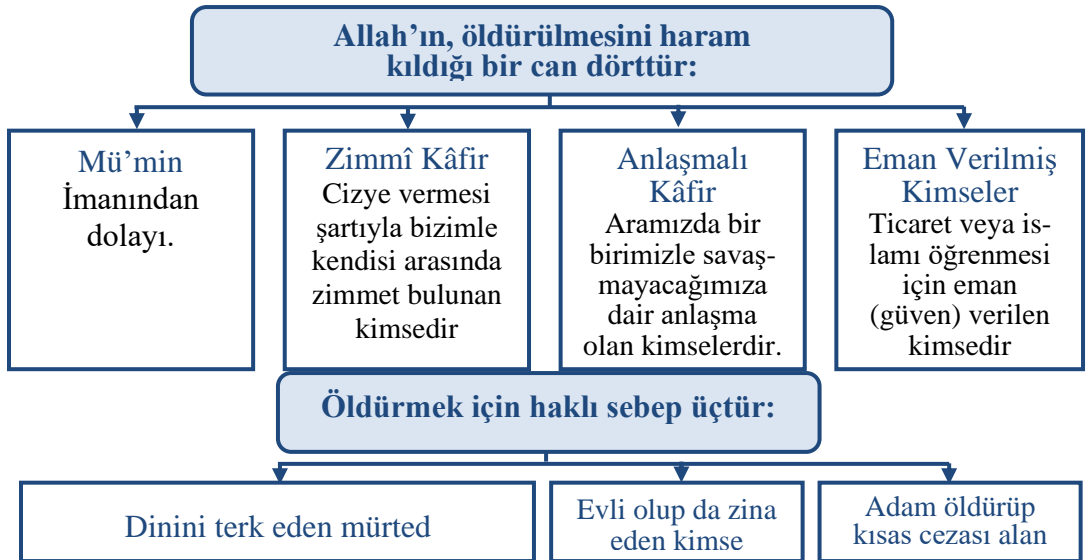 Allah’ın, öldürülmesini haram
kıldığı bir can dörttür:
Mü’min
İmanından
dolayı.
Zimmî Kâfir
Cizye vermesi
şartıyla bizimle
kendisi arasında
zimmet bulunan
kimsedir
Anlaşmalı
Kâfir
Aramızda bir
birimizle savaş-
mayacağımıza
dair anlaşma
olan kimselerdir.
Eman Verilmiş
Kimseler
Ticaret veya is-
lamı öğrenmesi
için eman
(güven) verilen
kimsedir
Öldürmek için haklı sebep üçtür:
Dinini terk eden mürted
Evli olup da zina
eden kimse
Adam öldürüp
kısas cezası alan